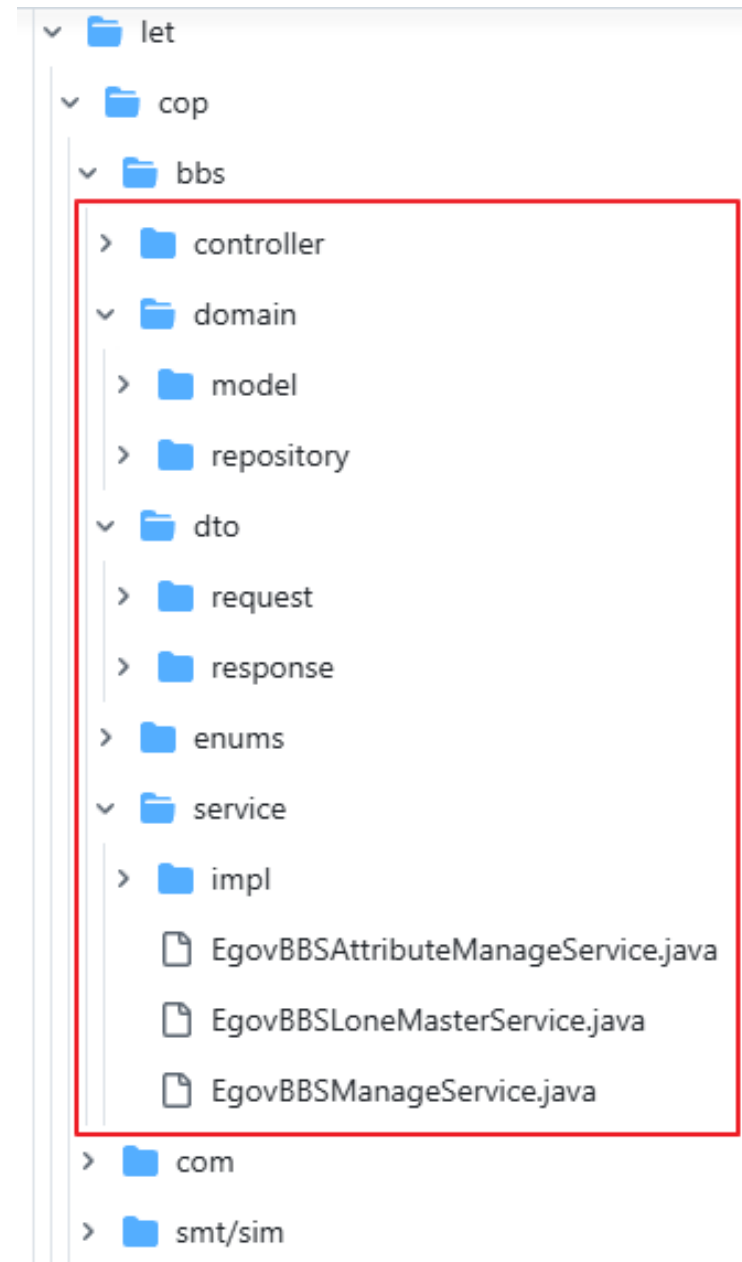 let
cop
bbs
controller
domain
model
repository
dto
request
response
enums
service
impl
EgovBBSAttributeManageService.java
EgovBBSLoneMasterService.java
EgovBBSManageService.java
com
smt/sim